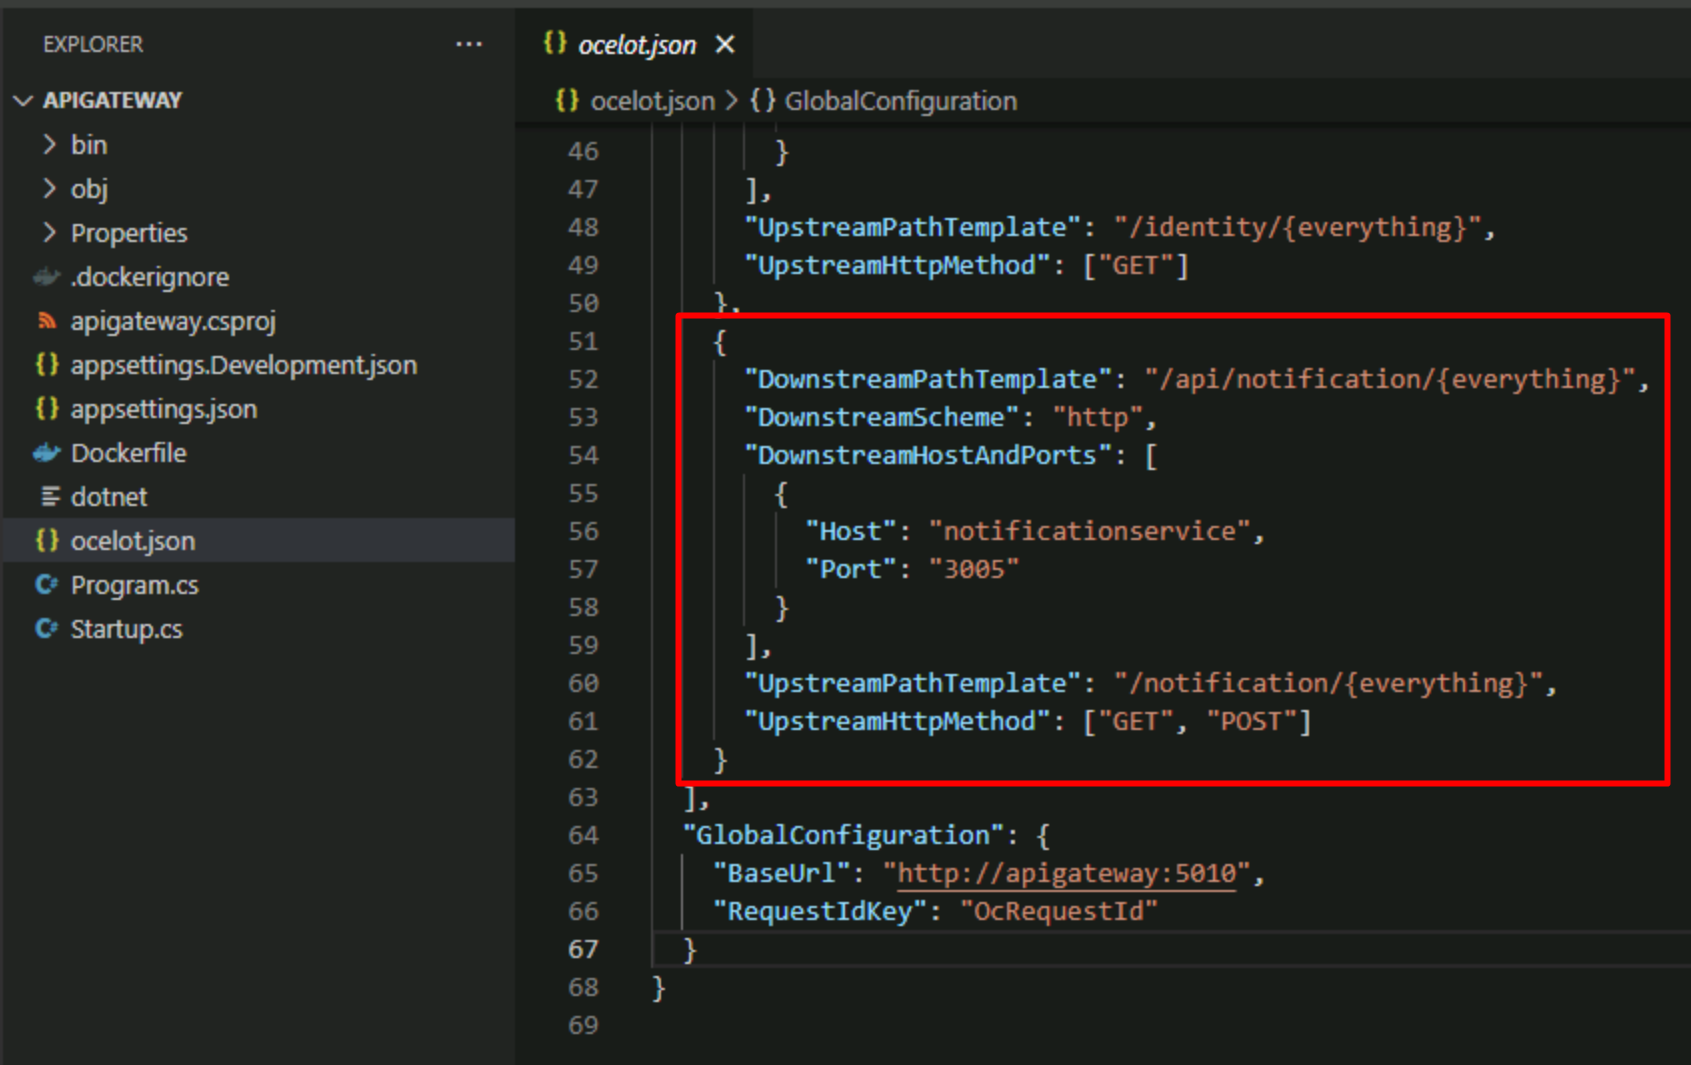 EXPLORER ...
APIGATEWAY
bin
obj
Properties
.dockerignore
apigateway.csproj
{} appsettings.Development.json
{} appsettings.json
Dockerfile
dotnet
{} ocelot.json
C# Program.cs
C# Startup.cs
{} ocelot.json ×
{} ocelot.json > {} GlobalConfiguration
46 }
47 ],
48 "UpstreamPathTemplate": "/identity/{everything}",
49 "UpstreamHttpMethod": ["GET"]
50 },
51 {
52 "DownstreamPathTemplate": "/api/notification/{everything}",
53 "DownstreamScheme": "http",
54 "DownstreamHostAndPorts": [
55 {
56 "Host": "notificationservice",
57 "Port": "3005"
58 }
59 ],
60 "UpstreamPathTemplate": "/notification/{everything}",
61 "UpstreamHttpMethod": ["GET", "POST"]
62 }
63 ],
64 "GlobalConfiguration": {
65 "BaseUrl": "http://apigateway:5010",
66 "RequestIdKey": "OcRequestId"
67 }
68 }
69